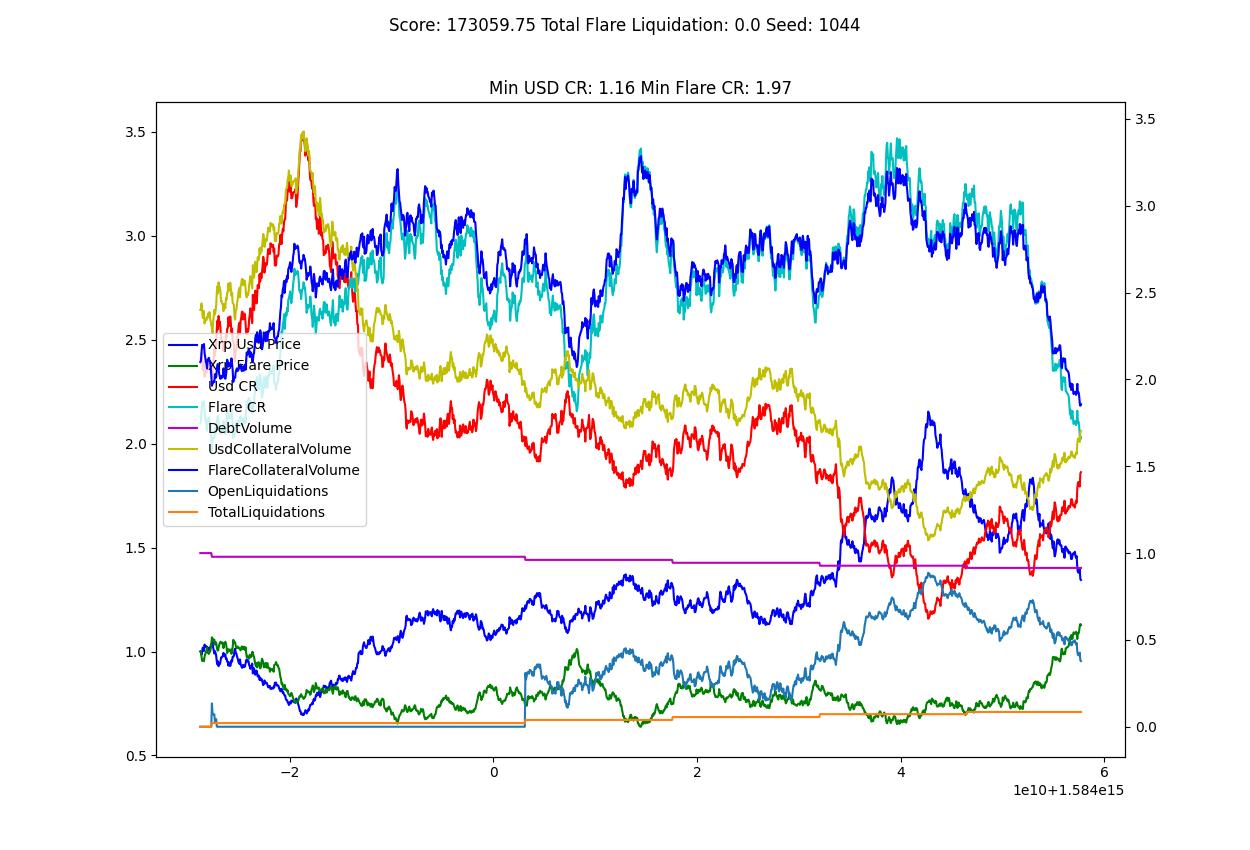 Score: 173059.75 Total Flare Liquidation: 0.0 Seed: 1044
Min USD CR: 1.16 Min Flare CR: 1.97
3.5
3.0
2.5
2.0
1.5
1.0
0.5
Xrp Usd Price
Xrp Flare Price
Usd CR
Flare CR
DebtVolume
UsdCollateralVolume
FlareCollateralVolume
OpenLiquidations
TotalLiquidations
3.5
3.0
2.5
2.0
1.5
1.0
0.5
0.0
−2 0 2 4 6
1e10+1.584e15